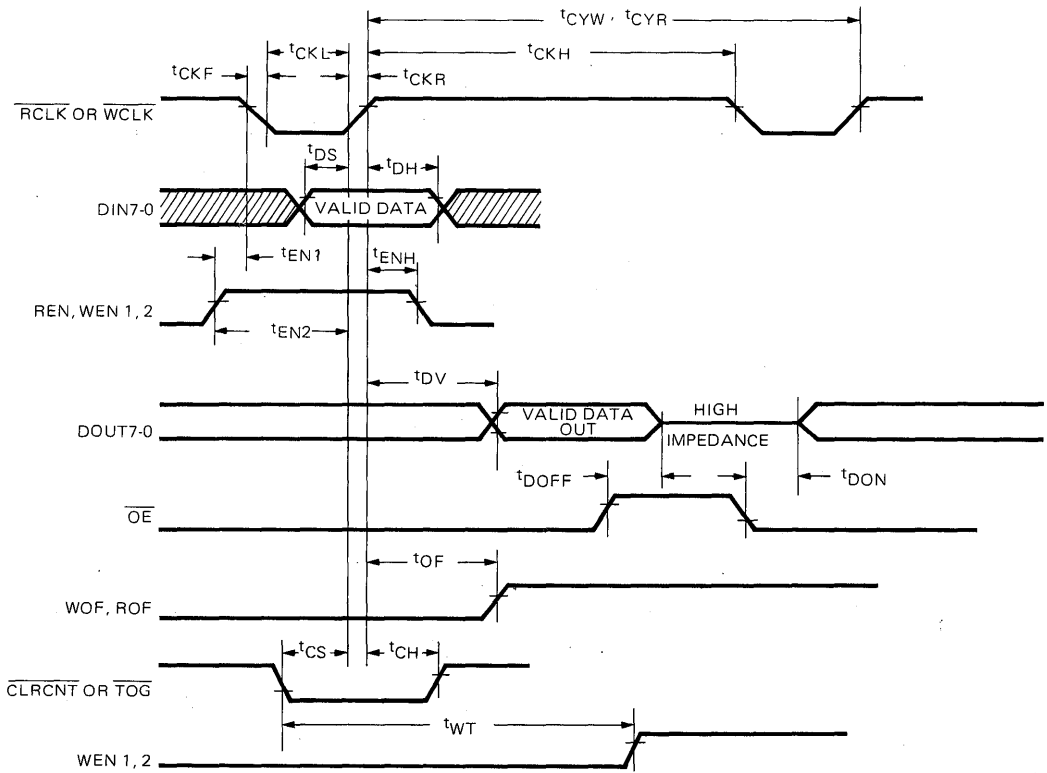 tCYW, tCYR
tCKL
tCKH
tCKF
tCKR
RCLK OR WCLK
tDS
tDH
DIN7-0
VALID DATA
tEN1
tENH
REN, WEN 1, 2
tEN2
tDV
DOUT7-0
VALID DATA OUT
HIGH IMPEDANCE
tDOFF
tDON
OE
tOF
WOF, ROF
tCS
tCH
CLRCNT OR TOG
tWT
WEN 1, 2